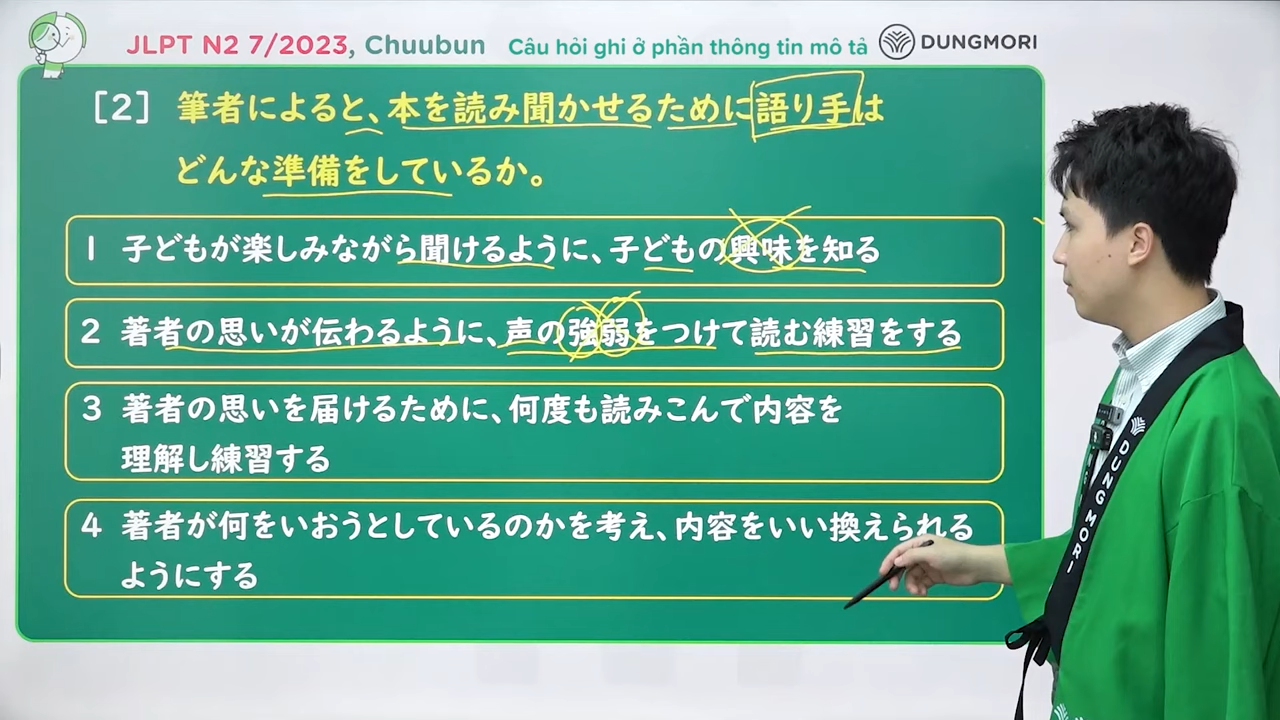 JLPT N2 7/2023, Chuubun
Câu hỏi ghi ở phần thông tin mô tả
DUNGMORI
[2] 筆者によると、本を読み聞かせるために語り手は
どんな準備をしているか。
1 子どもが楽しみながら聞けるように、子どもの興味を知る
2 著者の思いが伝わるように、声の強弱をつけて読む練習をする
3 著者の思いを届けるために、何度も読みこんで内容を
理解し練習する
4 著者が何をいおうとしているのかを考え、内容をいい換えられる
ようにする
DUNG MORI